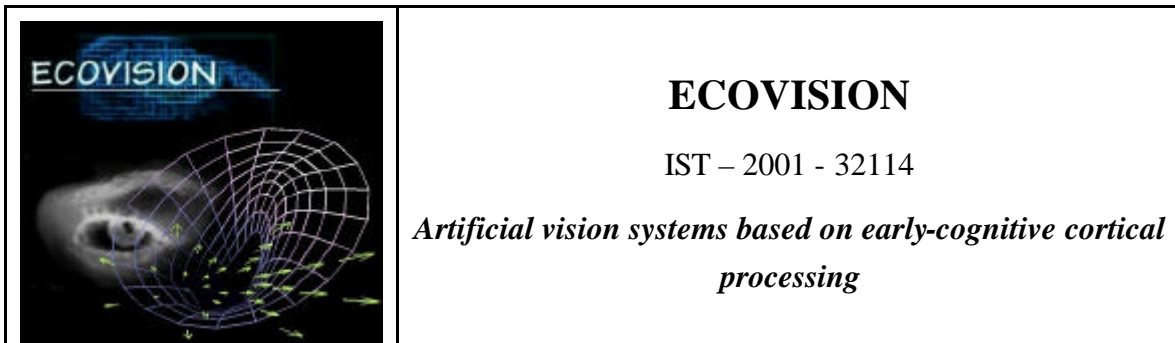 ECOVISION
ECOVISION
IST – 2001 - 32114
Artificial vision systems based on early-cognitive cortical
processing